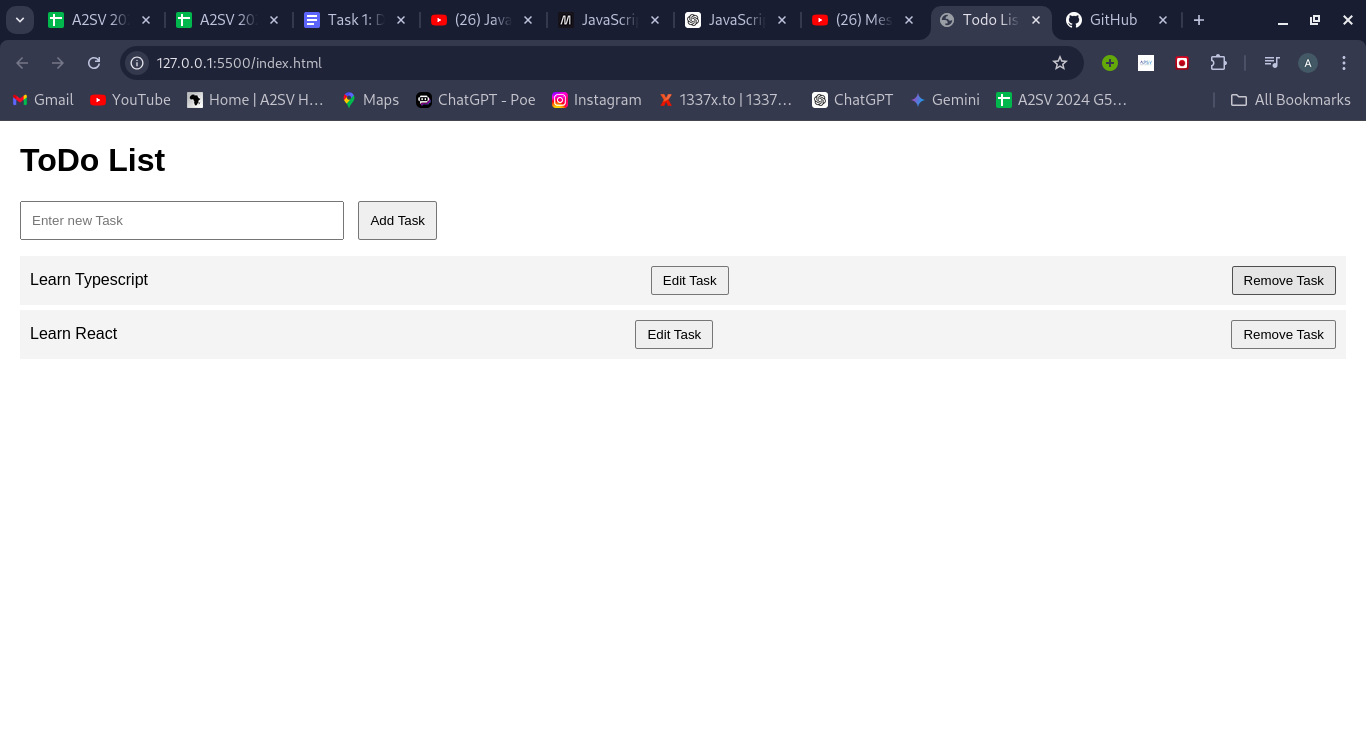 A2SV 20 A2SV 20 Task 1: D (26) Java JavaScri JavaScri (26) Mes Todo Lis GitHub
127.0.0.1:5500/index.html A
Gmail YouTube Home | A2SV H... Maps ChatGPT - Poe Instagram 1337x.to | 1337... ChatGPT Gemini A2SV 2024 G5... All Bookmarks
ToDo List
Enter new Task Add Task
Learn Typescript Edit Task Remove Task
Learn React Edit Task Remove Task